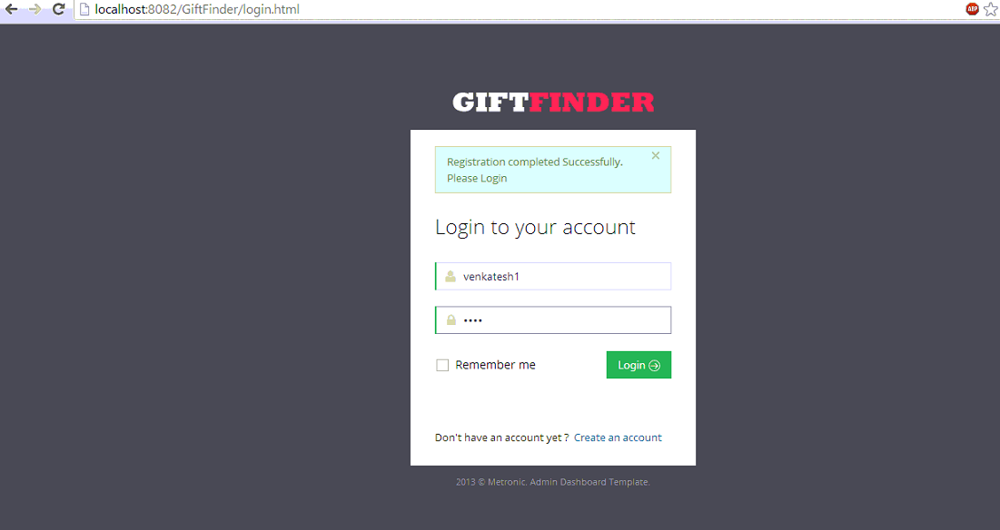 localhost:8082/GiftFinder/login.html
ABP
GIFTFINDER
Registration completed Successfully.
Please Login
Login to your account
venkatesh1
••••
Remember me
Login
Don't have an account yet ? Create an account
2013 © Metronic. Admin Dashboard Template.